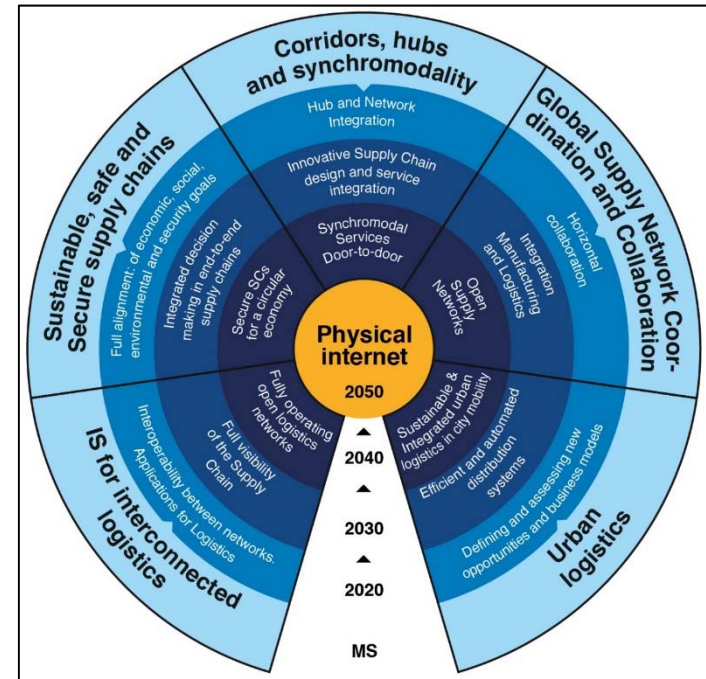 Corridors, hubs
and synchromodality
Hub and Network
Integration
Innovative Supply Chain
design and service
integration
Synchromodal
Services
Door-to-door
Global Supply Network Coor-
dination and Collaboration
Horizontal
collaboration
Integration
Manufacturing
and Logistics
Open
Supply
Networks
Urban
logistics
Defining and assessing new
opportunities and business models
Efficient and automated
distribution
systems
Sustainable &
Integrated urban
logistics in city mobility
Sustainable, safe and
Secure supply chains
Full alignment: of economic, social,
environmental and security goals
Integrated decision
making in end-to-end
supply chains
Secure SCs
for a circular
economy
IS for interconnected
logistics
Interoperability between networks.
Applications for Logistics
Full visibility
of the Supply
Chain
Fully operating
open logistics
networks
Physical
internet
2050
2040
2030
2020
MS